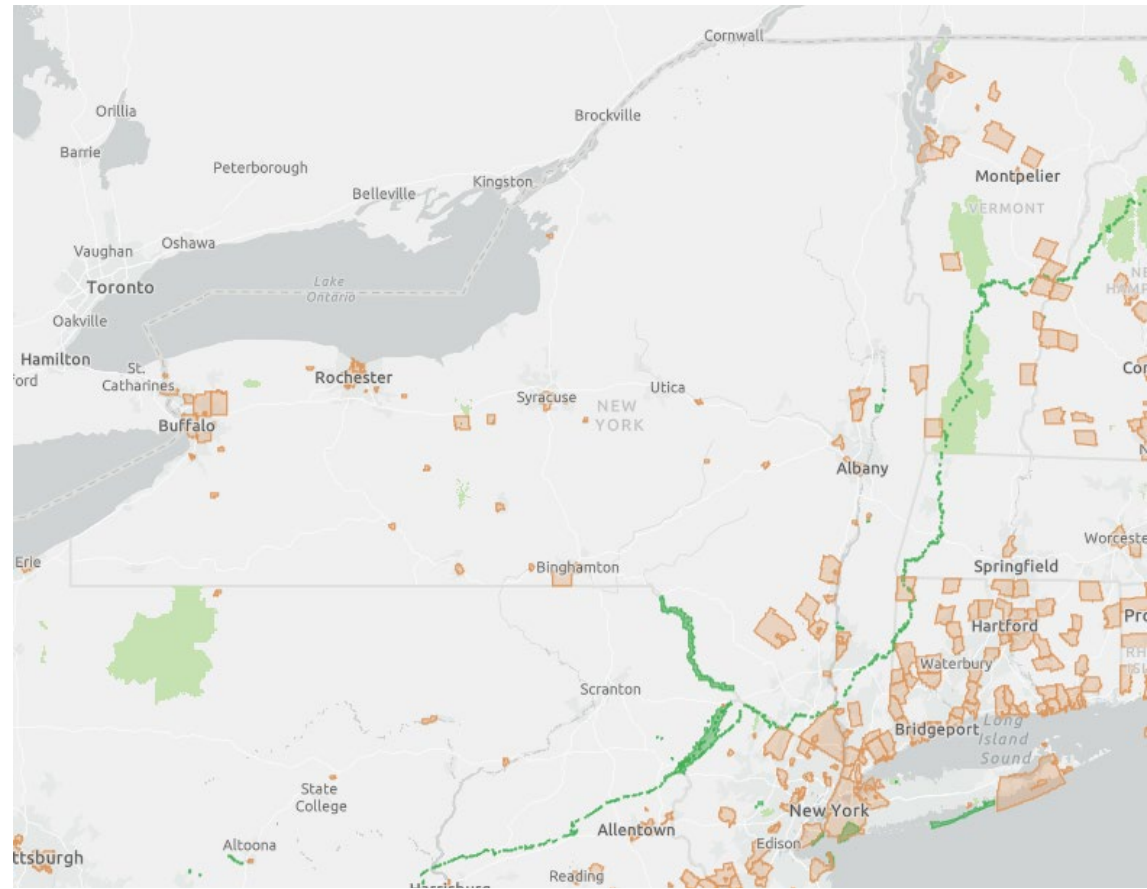 Cornwall
Orillia
Brockville
Barrie
Peterborough
Kingston
Montpelier
Belleville
VERMONT
Vaughan
Oshawa
Toronto
Lake
Ontario
Oakville
Hamilton
St.
Catharines
Rochester
Syracuse
Utica
NEW
YORK
Buffalo
Albany
Erie
Binghamton
Springfield
Hartford
Waterbury
Scranton
Bridgeport
Long
Island
Sound
State
College
New York
Allentown
Altoona
Edison
Reading
Harrisburg